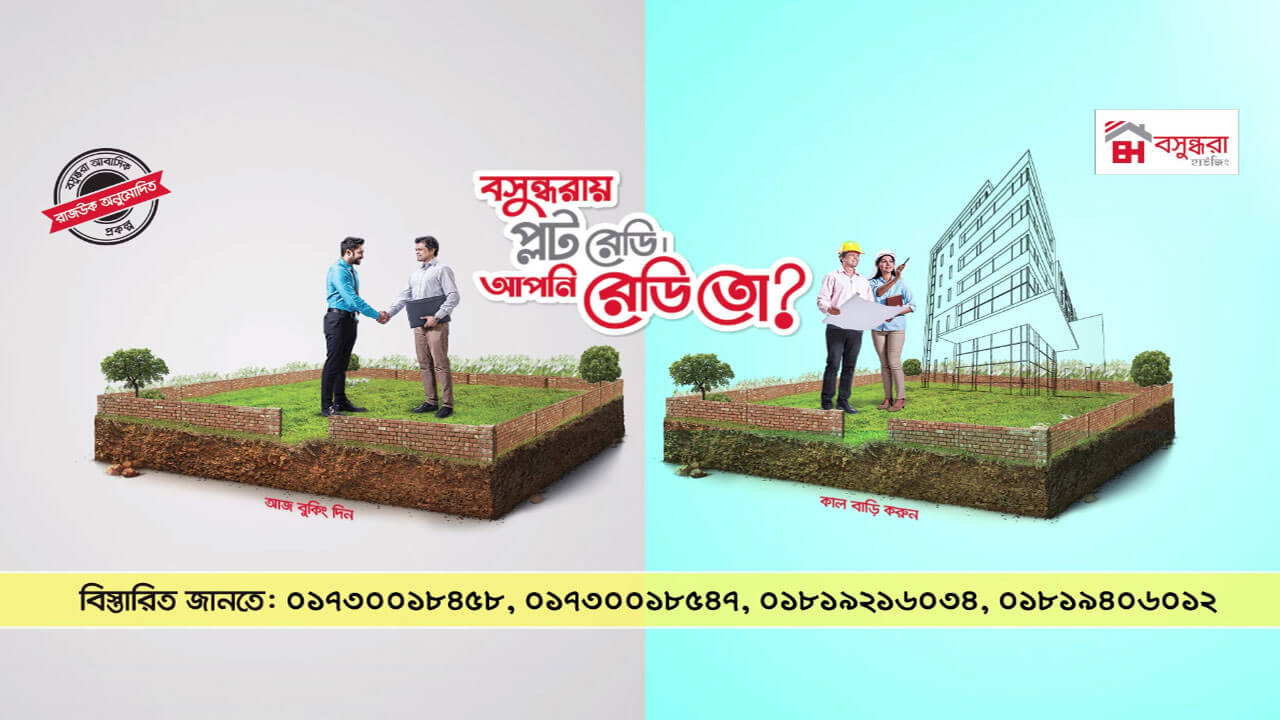 বসুন্ধরা আবাসিক
রাজউক অনুমোদিত
প্রকল্প
বসুন্ধরায়
প্লট রেডি।
আপনি রেডি তো?
BH বসুন্ধরা
হাউজিং
আজ বুকিং দিন
কাল বাড়ি করুন
বিস্তারিত জানতে: ০১৭৩০০১৮৪৫৮, ০১৭৩০০১৮৫৪৭, ০১৮১৯২১৬০৩৪, ০১৮১৯৪০৬০১২